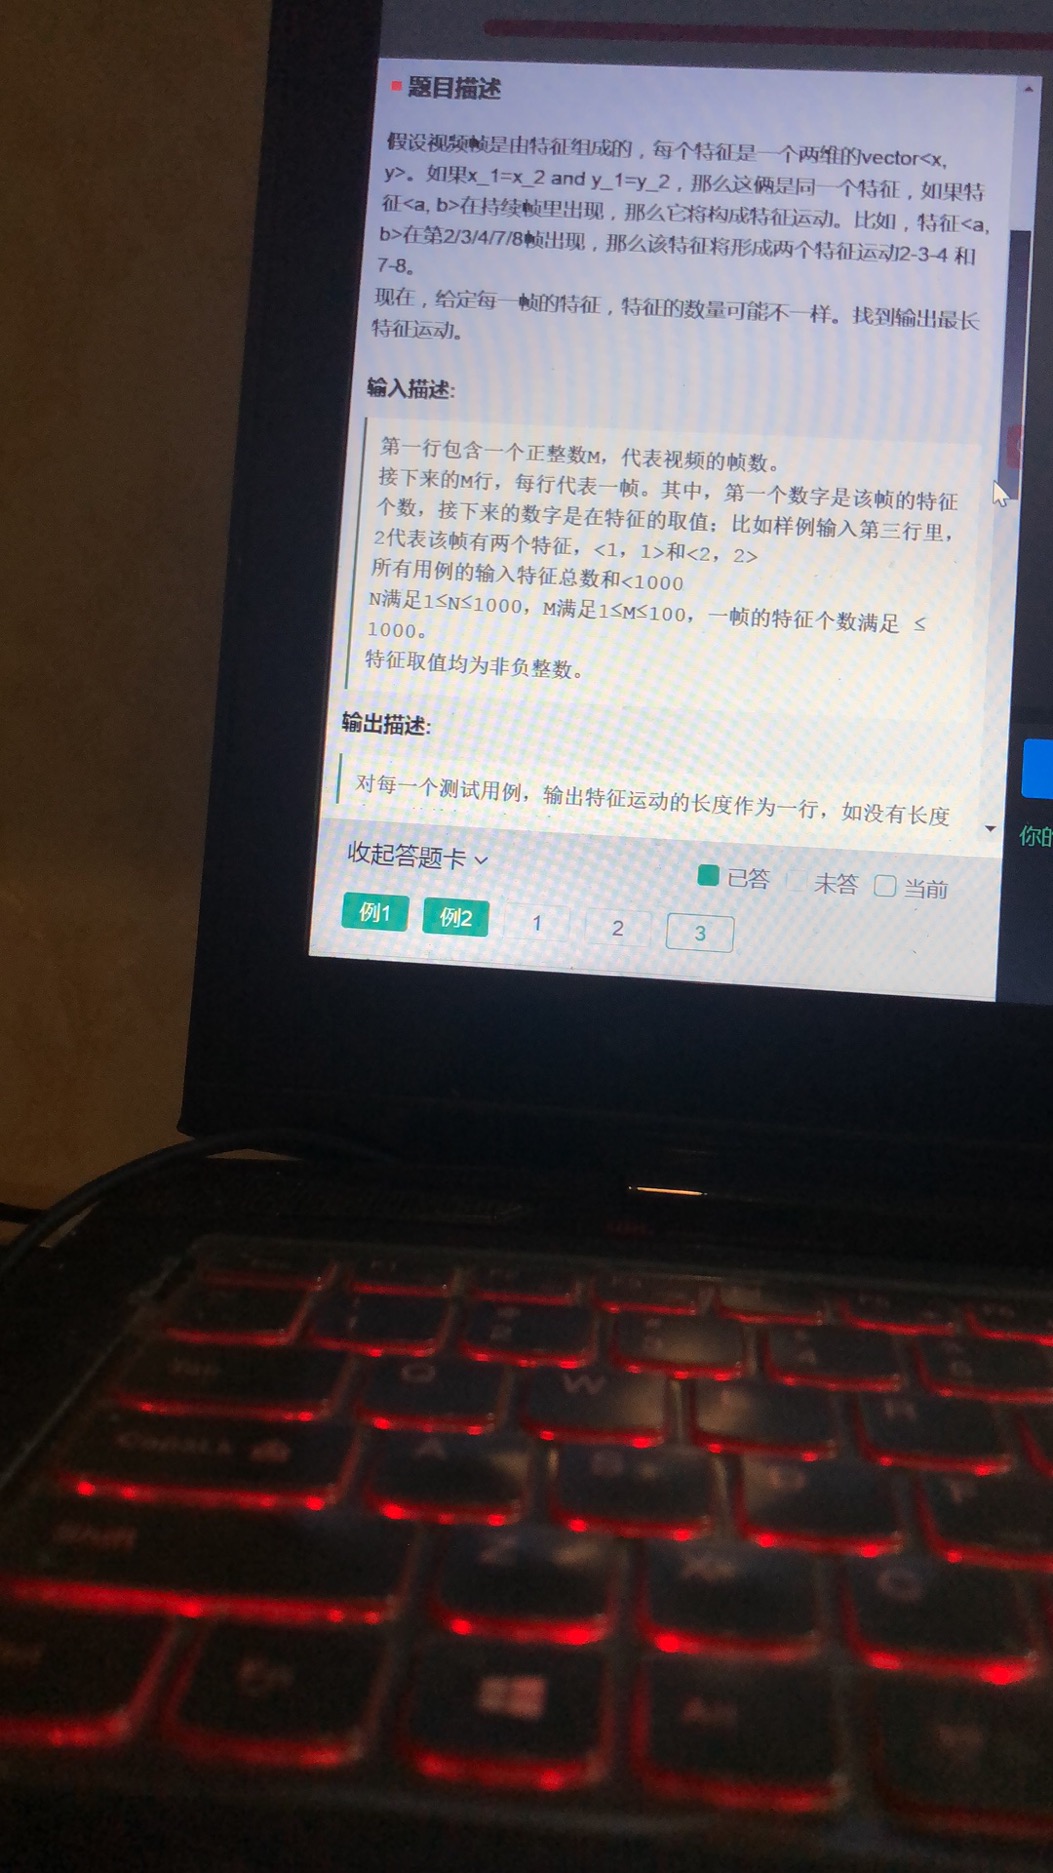 题目描述
假设视频帧是由特征组成的，每个特征是一个两维的vector<x,
y>。如果x_1=x_2 and y_1=y_2，那么这俩是同一个特征，如果特
征<a, b>在持续帧里出现，那么它将构成特征运动。比如，特征<a,
b>在第2/3/4/7/8帧出现，那么该特征将形成两个特征运动2-3-4 和
7-8。
现在，给定每一帧的特征，特征的数量可能不一样。找到输出最长
特征运动。
输入描述:
第一行包含一个正整数M，代表视频的帧数。
接下来的M行，每行代表一帧。其中，第一个数字是该帧的特征
个数，接下来的数字是在特征的取值；比如样例输入第三行里，
2代表该帧有两个特征，<1，1>和<2，2>
所有用例的输入特征总数和<1000
N满足1≤N≤1000，M满足1≤M≤100，一帧的特征个数满足 ≤
1000。
特征取值均为非负整数。
输出描述:
对每一个测试用例，输出特征运动的长度作为一行，如没有长度
你的
收起答题卡
已答 未答 当前
例1 例2 1 2 3
Q W
A
Shift
Z X C
Alt